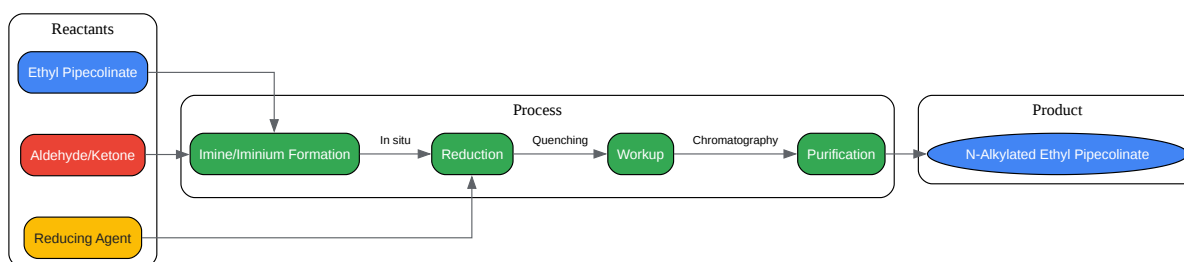 Reactants
Ethyl Pipecolinate
Aldehyde/Ketone
Reducing Agent
Process
Imine/Iminium Formation
In situ
Reduction
Quenching
Workup
Chromatography
Purification
Product
N-Alkylated Ethyl Pipecolinate